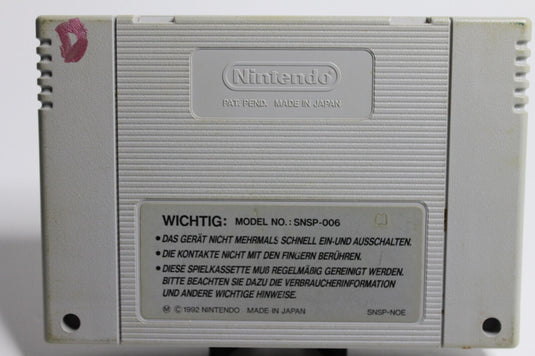 D
Nintendo
PAT. PEND. MADE IN JAPAN
WICHTIG: MODEL NO.: SNSP-006
• DAS GERÄT NICHT MEHRMALS SCHNELL EIN-UND AUSSCHALTEN.
• DIE KONTAKTE NICHT MIT DEN FINGERN BERÜHREN.
• DIESE SPIELKASSETTE MUß REGELMÄßIG GEREINIGT WERDEN.
BITTE BEACHTEN SIE DAZU DIE VERBRAUCHERINFORMATION
UND ANDERE WICHTIGE HINWEISE.
Ⓜ © 1992 NINTENDO MADE IN JAPAN SNSP-NOE